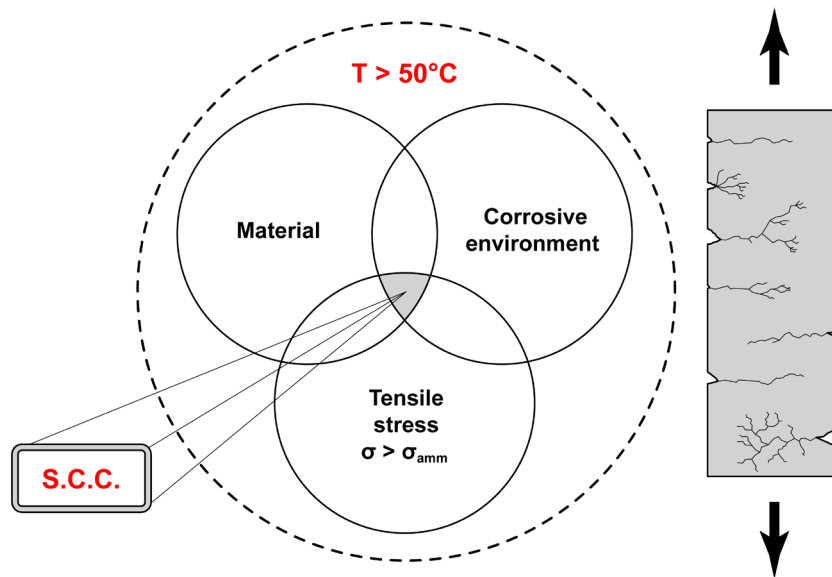 T > 50°C
Material
Corrosive
environment
Tensile
stress
σ > σamm
S.C.C.